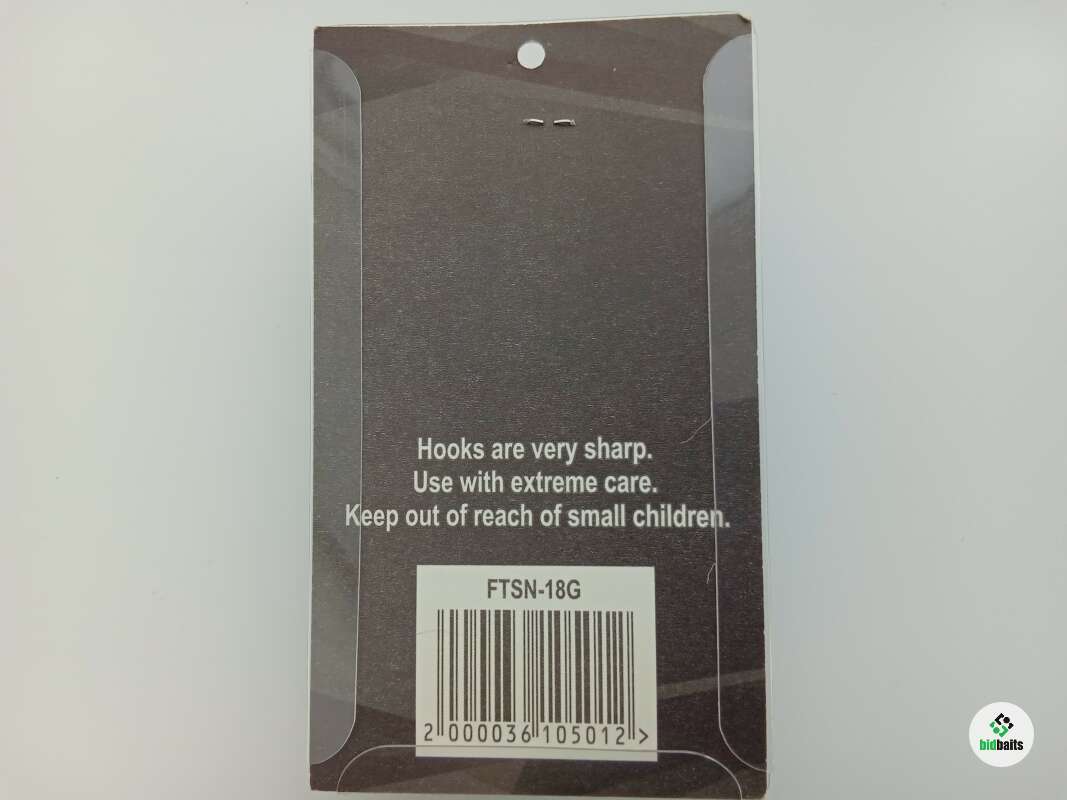 Hooks are very sharp.
Use with extreme care.
Keep out of reach of small children.
FTSN-18G
2 000036 105012 >
bidbaits